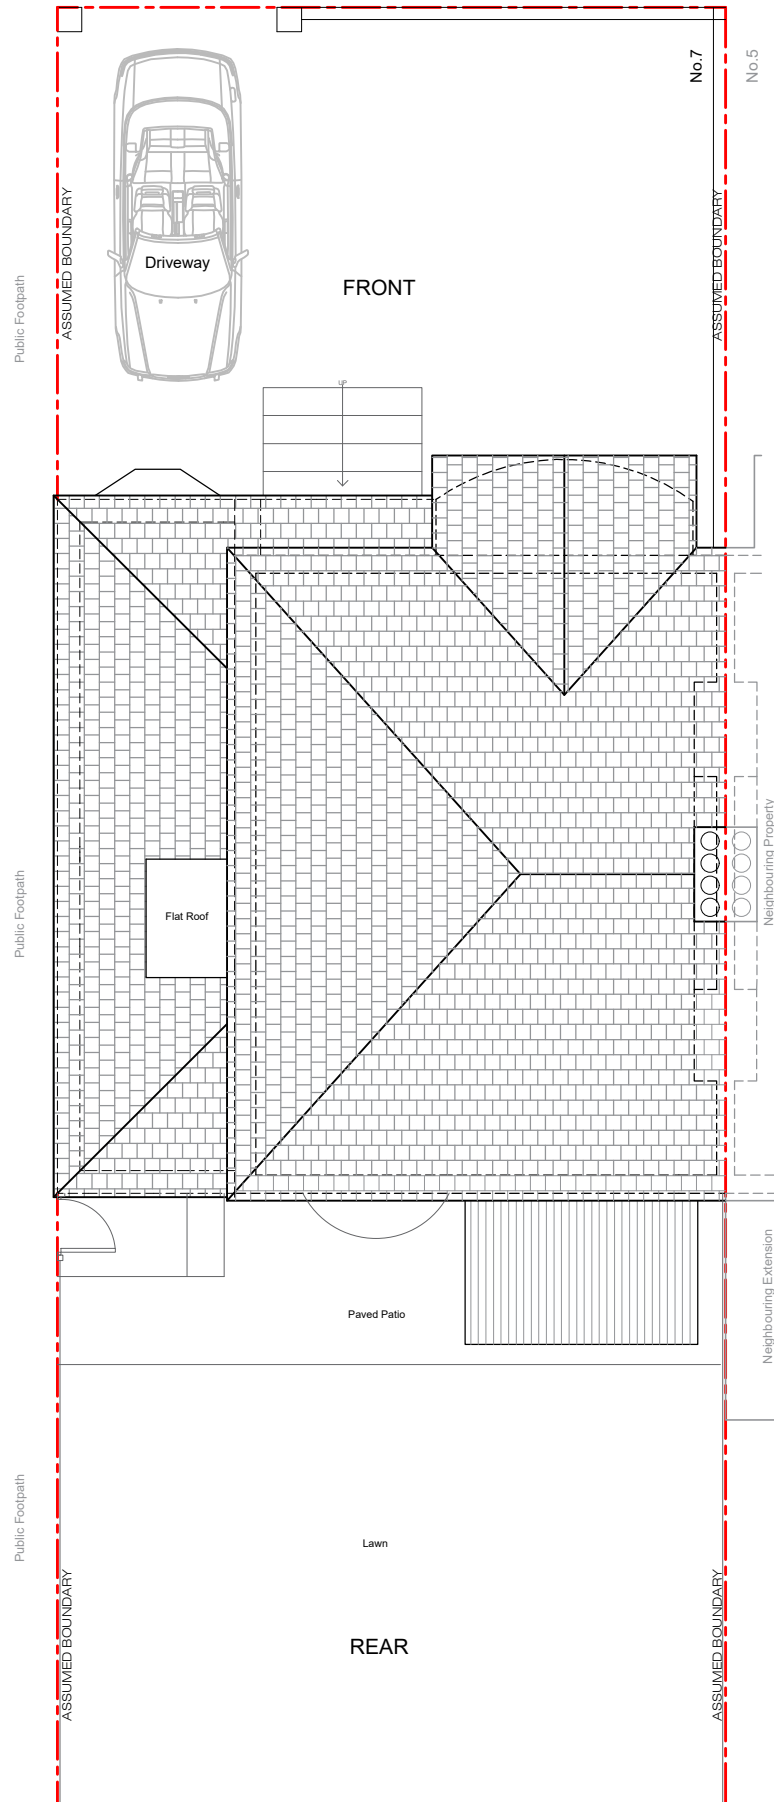 No.7
No.5
ASSUMED BOUNDARY
ASSUMED BOUNDARY
Driveway
FRONT
Public Footpath
UP
Neighbouring Property
Public Footpath
Flat Roof
Neighbouring Extension
Paved Patio
Public Footpath
Lawn
ASSUMED BOUNDARY
ASSUMED BOUNDARY
REAR